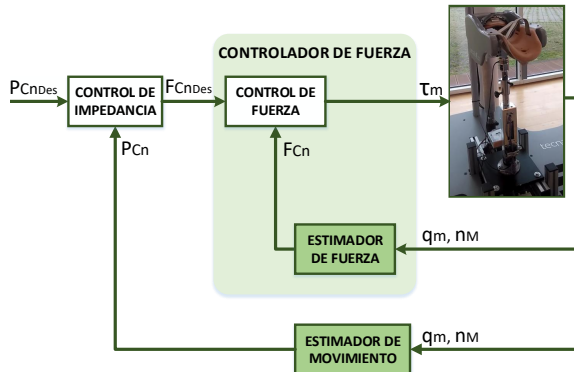 CONTROLADOR DE FUERZA
PCnDes
CONTROL DE
IMPEDANCIA
FCnDes
CONTROL DE
FUERZA
τm
PCn
FCn
ESTIMADOR
DE FUERZA
qm, nM
ESTIMADOR DE
MOVIMIENTO
qm, nM